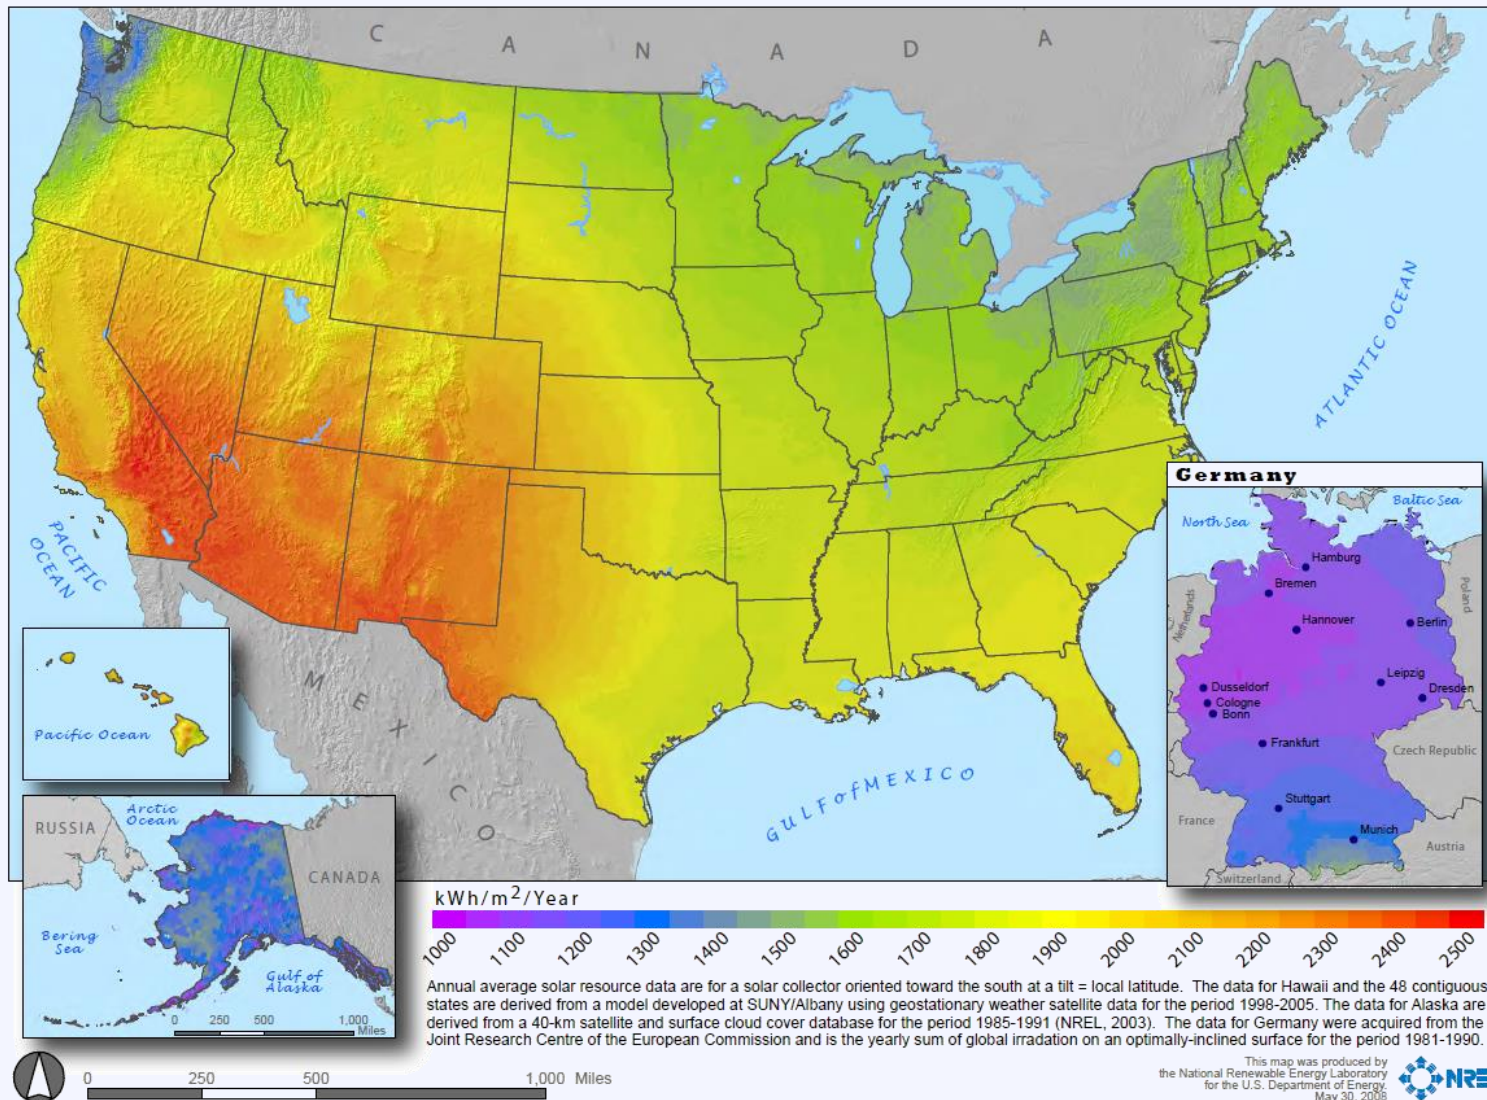 CANADA
PACIFIC
OCEAN
MEXICO
GULF of MEXICO
ATLANTIC OCEAN
Pacific Ocean
Arctic
Ocean
RUSSIA
CANADA
Bering
Sea
Gulf of
Alaska
0 250 500 1,000
Miles
Germany
North Sea
Baltic Sea
Hamburg
Bremen
Netherlands
Poland
Hannover
Berlin
Dusseldorf
Leipzig
Cologne
Dresden
Bonn
Frankfurt
Czech Republic
Stuttgart
France
Munich
Austria
Switzerland
kWh/m²/Year
1000 1100 1200 1300 1400 1500 1600 1700 1800 1900 2000 2100 2200 2300 2400 2500
Annual average solar resource data are for a solar collector oriented toward the south at a tilt = local latitude. The data for Hawaii and the 48 contiguous
states are derived from a model developed at SUNY/Albany using geostationary weather satellite data for the period 1998-2005. The data for Alaska are
derived from a 40-km satellite and surface cloud cover database for the period 1985-1991 (NREL, 2003). The data for Germany were acquired from the
Joint Research Centre of the European Commission and is the yearly sum of global irradation on an optimally-inclined surface for the period 1981-1990.
0 250 500 1,000 Miles
This map was produced by
the National Renewable Energy Laboratory
for the U.S. Department of Energy.
May 30, 2008
NRE